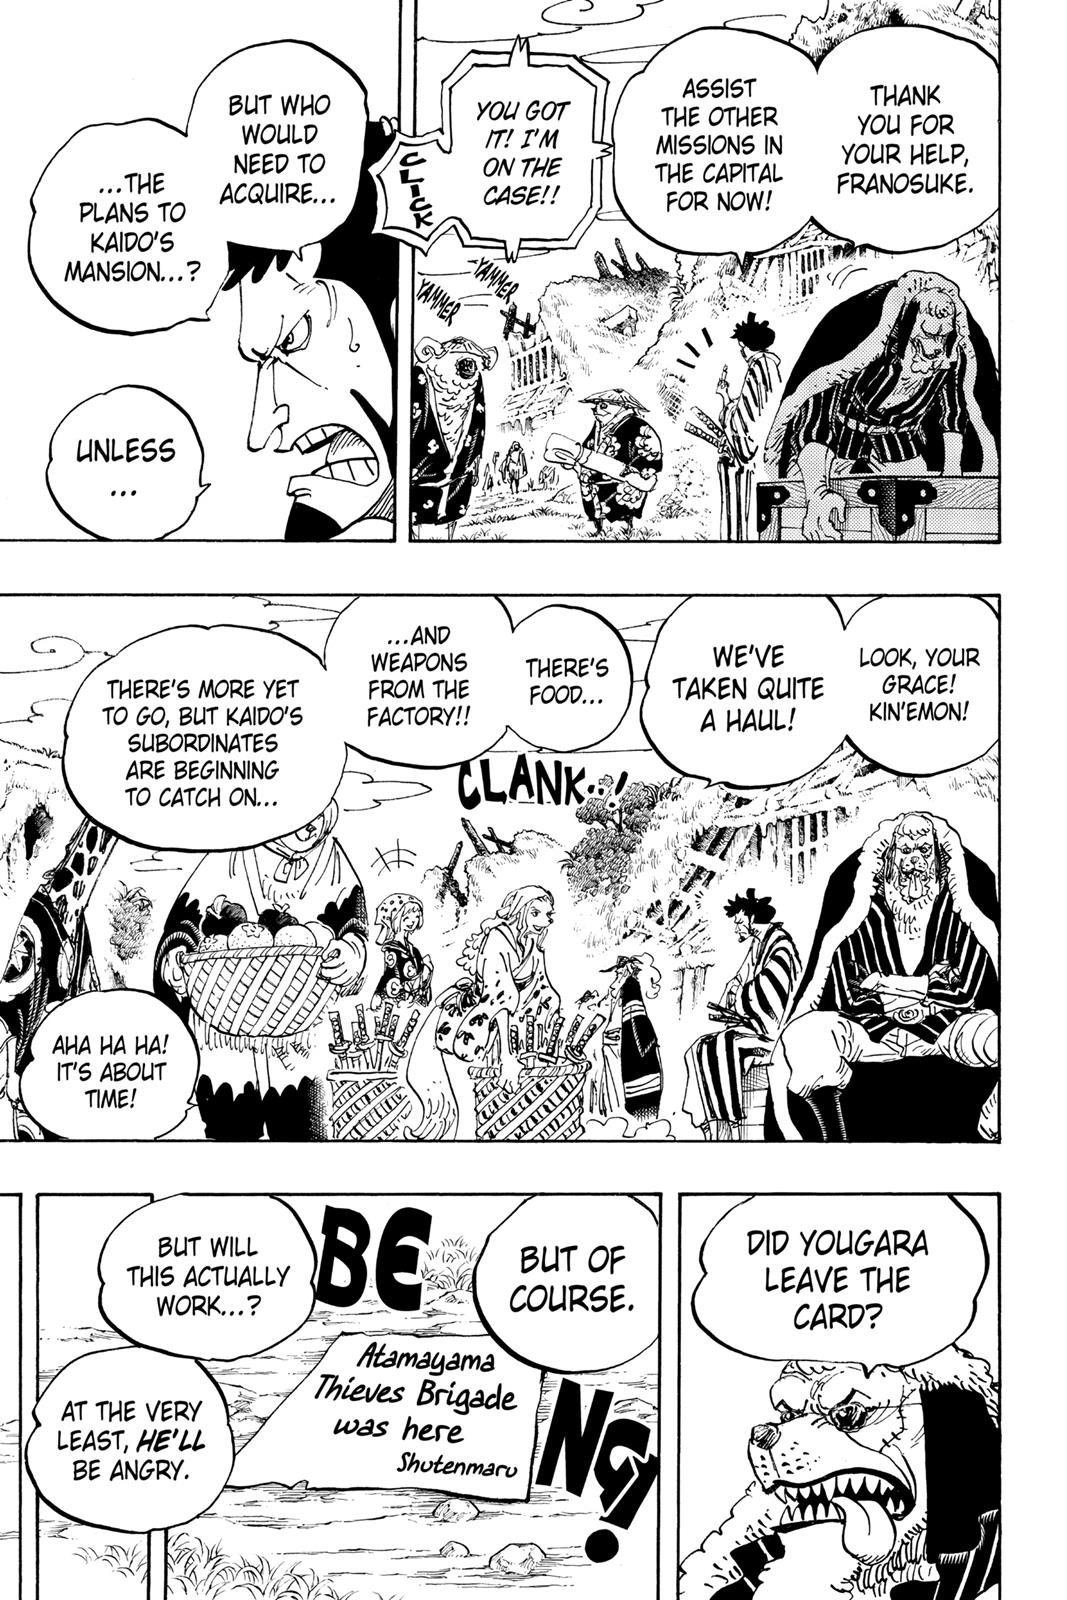 THANK
YOU FOR
YOUR HELP,
FRANOSUKE.
ASSIST
THE OTHER
MISSIONS IN
THE CAPITAL
FOR NOW!
YOU GOT
IT! I'M
ON THE
CASE!!
CLICK
YAMMER
YAMMER
BUT WHO
WOULD
NEED TO
ACQUIRE...
...THE
PLANS TO
KAIDO'S
MANSION...?
UNLESS
...
LOOK, YOUR
GRACE!
KIN'EMON!
WE'VE
TAKEN QUITE
A HAUL!
THERE'S
FOOD...
...AND
WEAPONS
FROM THE
FACTORY!!
THERE'S MORE YET
TO GO, BUT KAIDO'S
SUBORDINATES
ARE BEGINNING
TO CATCH ON...
CLANK..!
AHA HA HA!
IT'S ABOUT
TIME!
DID YOUGARA
LEAVE THE
CARD?
BUT OF
COURSE.
BE
NG!
Atamayama
Thieves Brigade
was here
Shutenmaru
BUT WILL
THIS ACTUALLY
WORK...?
AT THE VERY
LEAST, HE'LL
BE ANGRY.